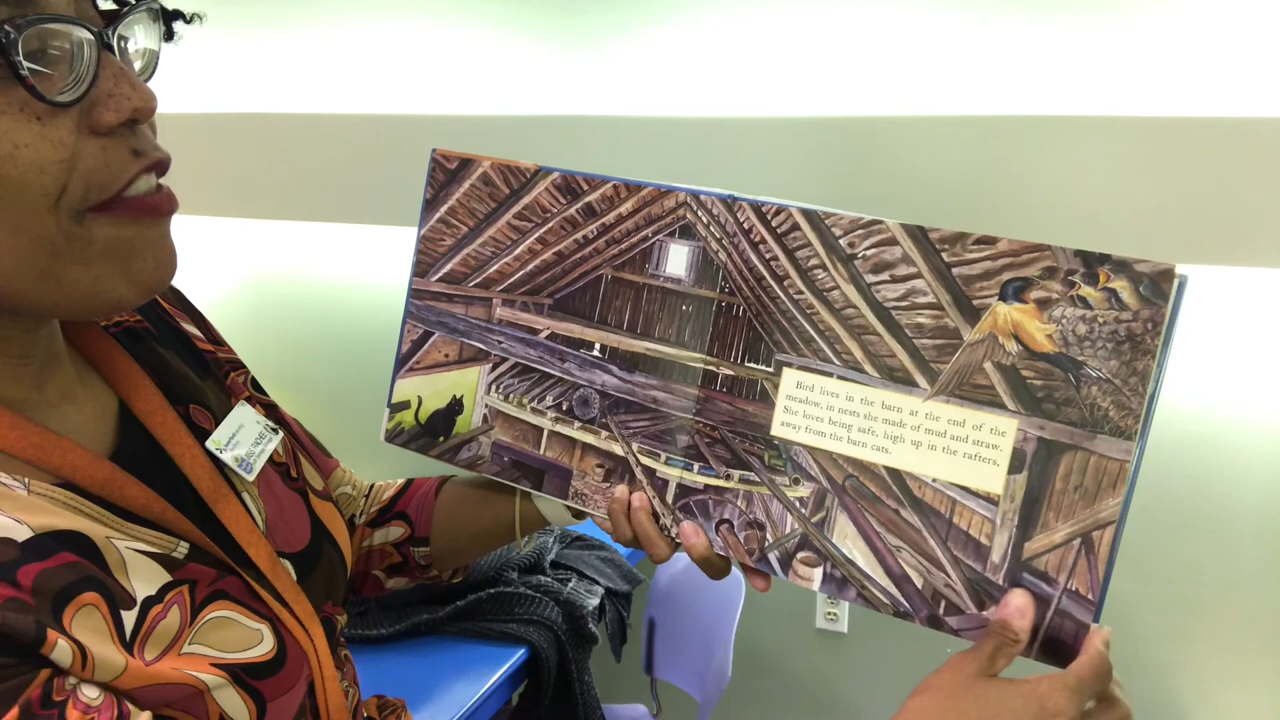 Bird lives in the barn at the end of the
meadow, in nests she made of mud and straw.
She loves being safe, high up in the rafters,
away from the barn cats.